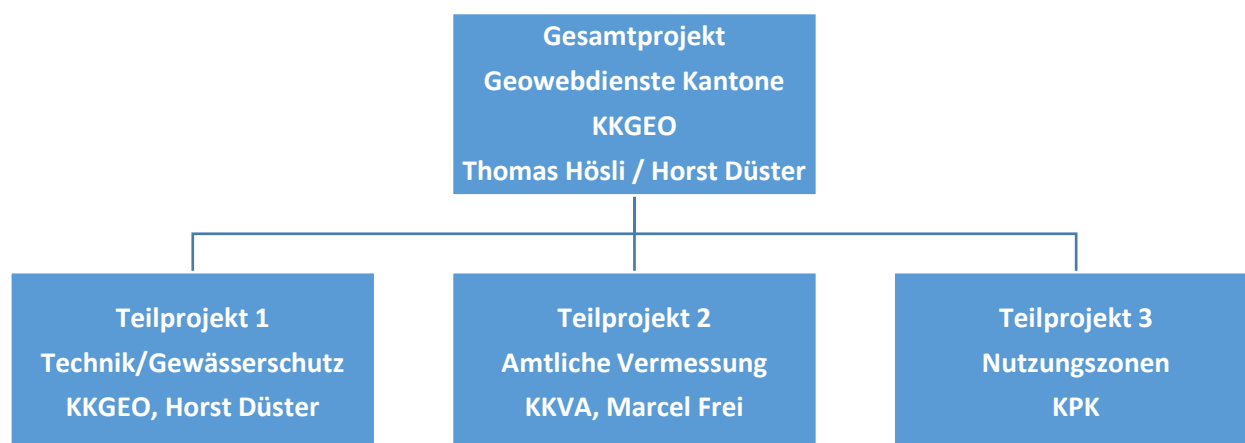 Gesamtprojekt
Geowebdienste Kantone
KKGEO
Thomas Hösli / Horst Düster
Teilprojekt 1
Technik/Gewässerschutz
KKGEO, Horst Düster
Teilprojekt 2
Amtliche Vermessung
KKVA, Marcel Frei
Teilprojekt 3
Nutzungszonen
KPK